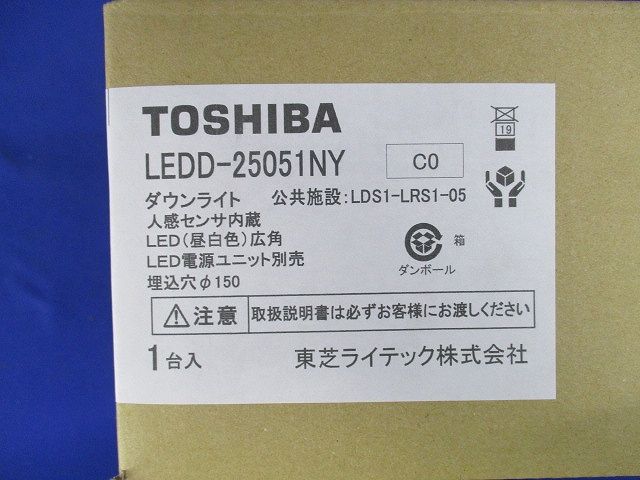 TOSHIBA
LEDD-25051NY
C0
19
ダウンライト 公共施設:LDS1-LRS1-05
人感センサ内蔵
LED(昼白色)広角
LED電源ユニット別売
埋込穴φ150
箱
ダンボール
注意 取扱説明書は必ずお客様にお渡しください
1台入 東芝ライテック株式会社